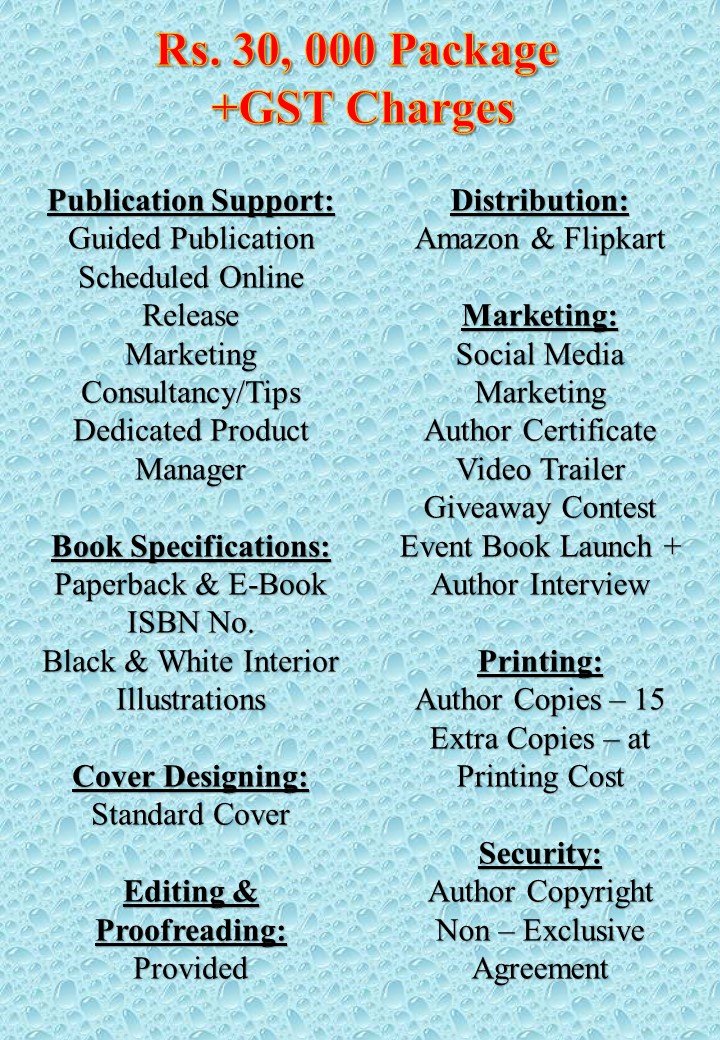 Rs. 30, 000 Package
+GST Charges
Publication Support:
Guided Publication
Scheduled Online
Release
Marketing
Consultancy/Tips
Dedicated Product
Manager
Book Specifications:
Paperback & E-Book
ISBN No.
Black & White Interior
Illustrations
Cover Designing:
Standard Cover
Editing &
Proofreading:
Provided
Distribution:
Amazon & Flipkart
Marketing:
Social Media
Marketing
Author Certificate
Video Trailer
Giveaway Contest
Event Book Launch +
Author Interview
Printing:
Author Copies – 15
Extra Copies – at
Printing Cost
Security:
Author Copyright
Non – Exclusive
Agreement